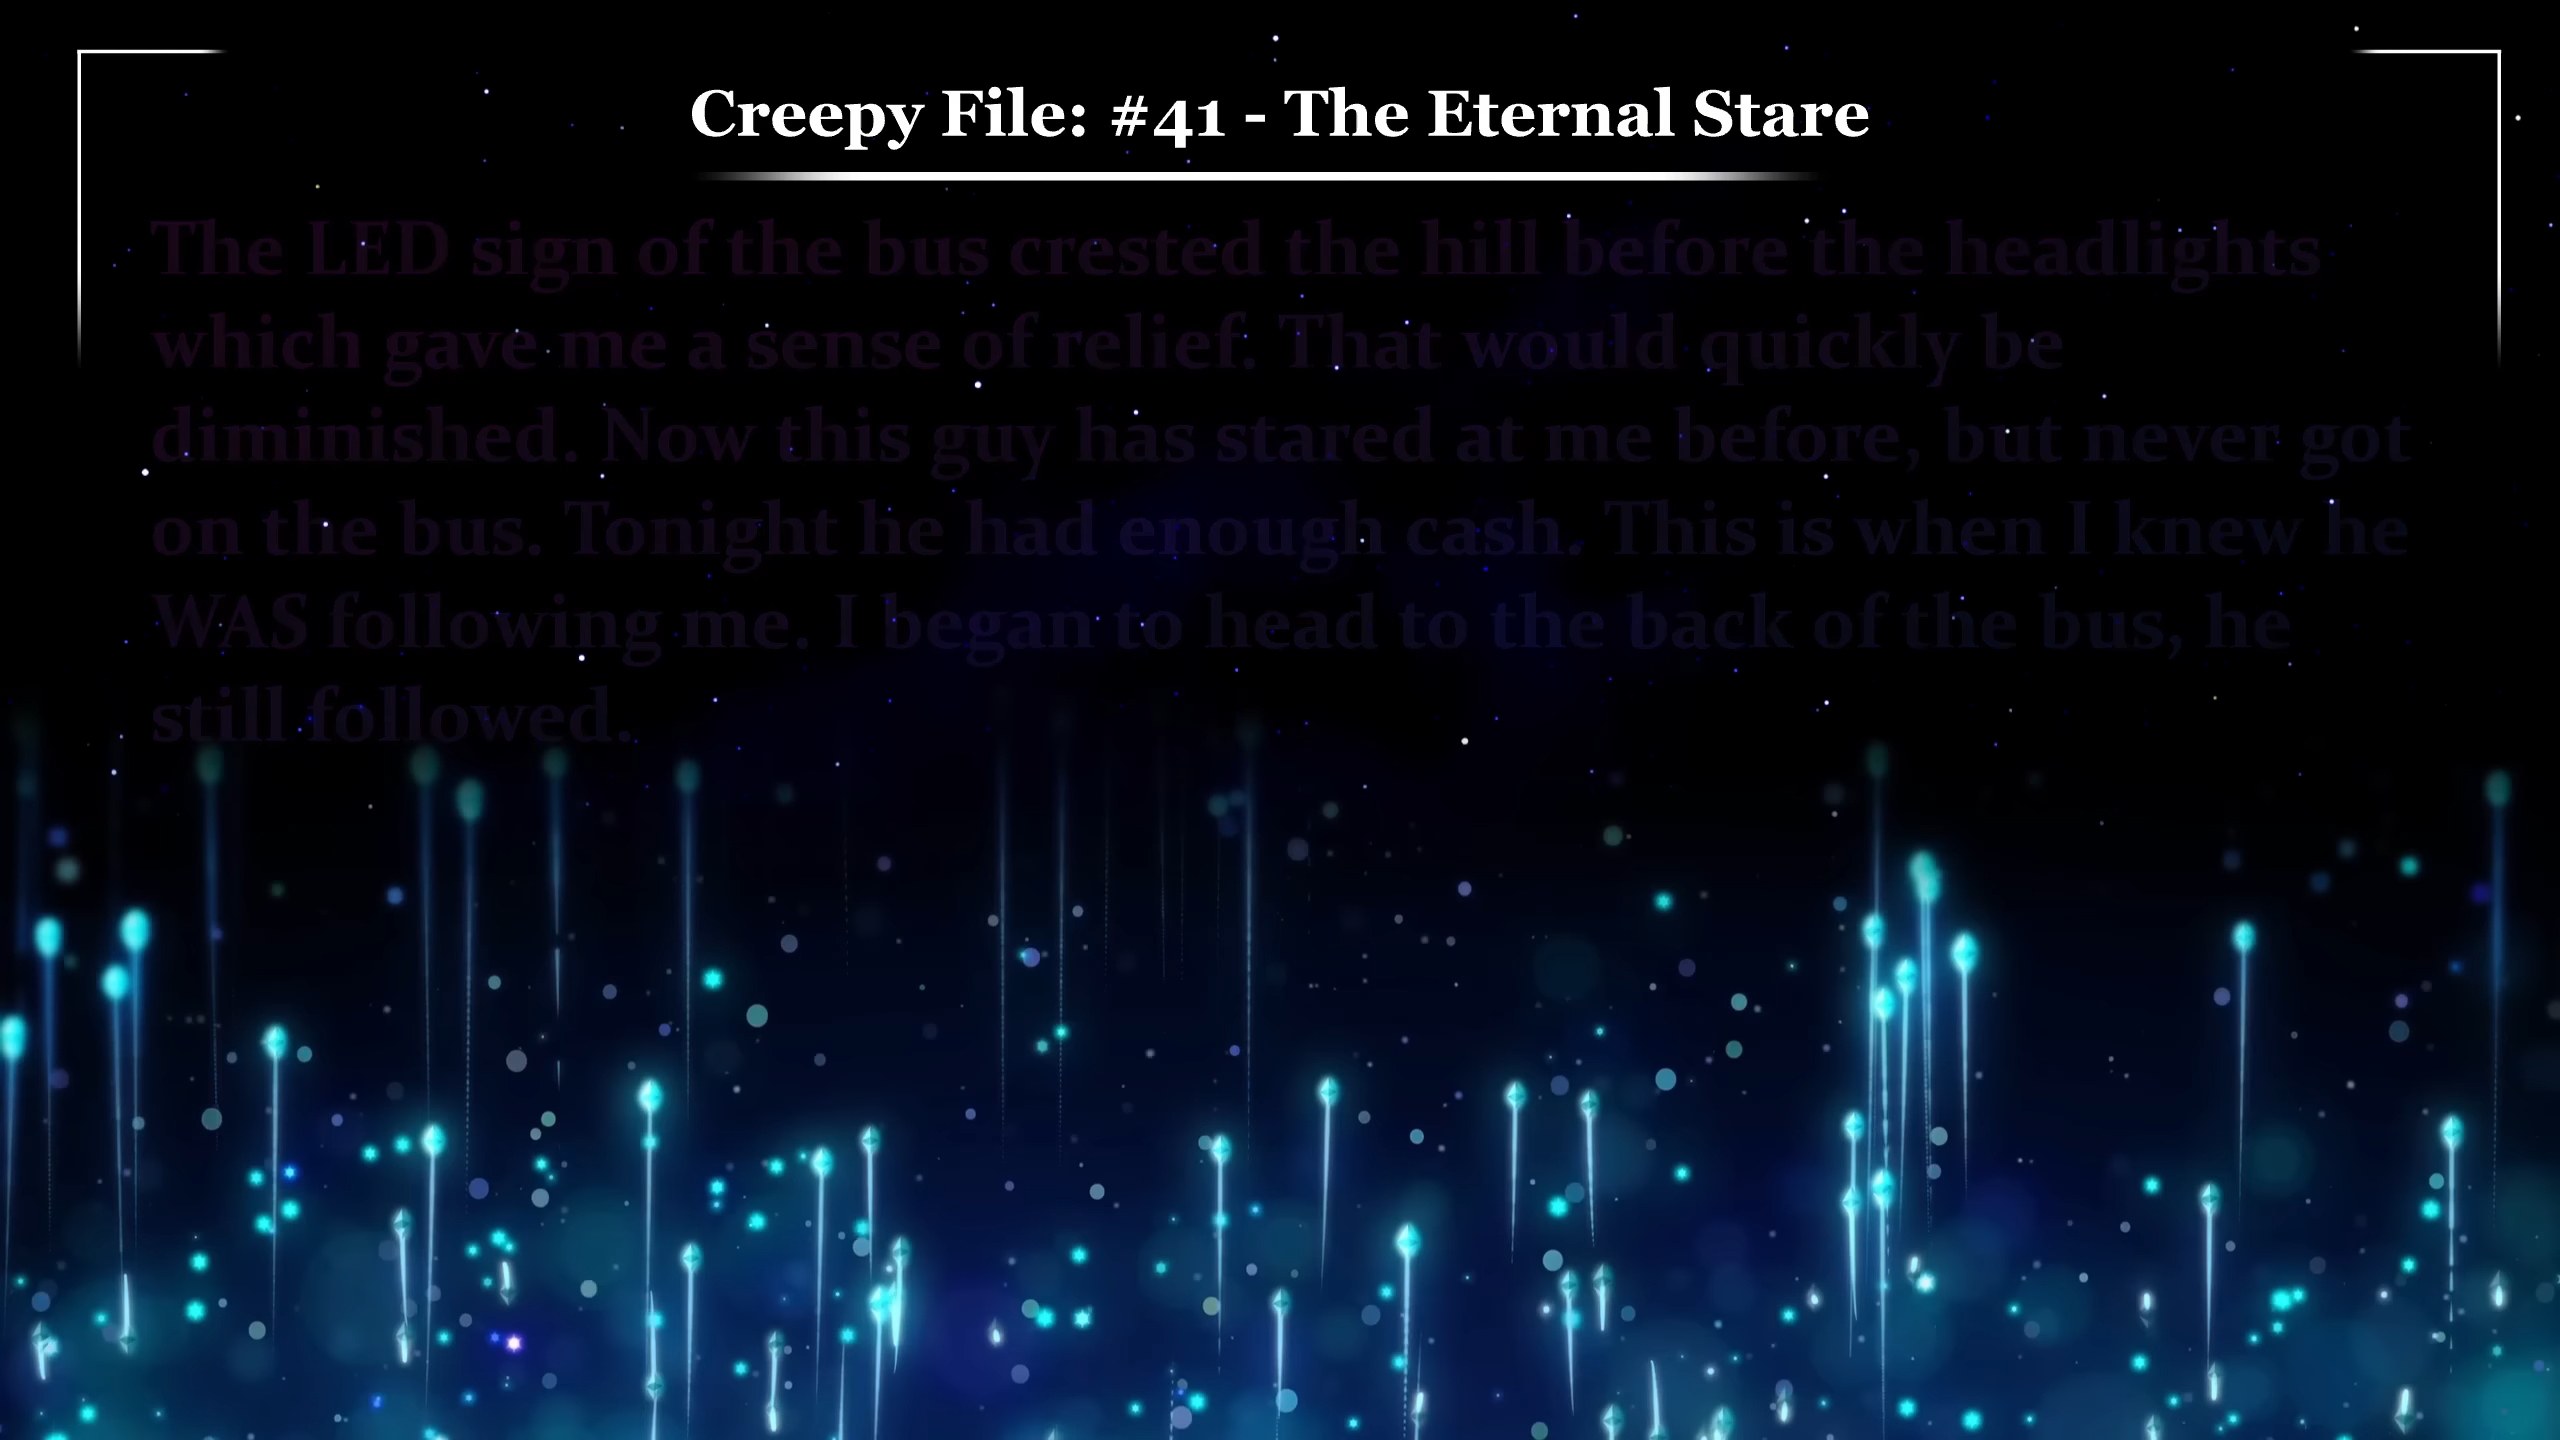 Creepy File: #41 - The Eternal Stare
The LED sign of the bus crested the hill before the headlights
which gave me a sense of relief. That would quickly be
diminished. Now this guy has stared at me before, but never got
on the bus. Tonight he had enough cash. This is when I knew he
WAS following me. I began to head to the back of the bus, he
still followed.